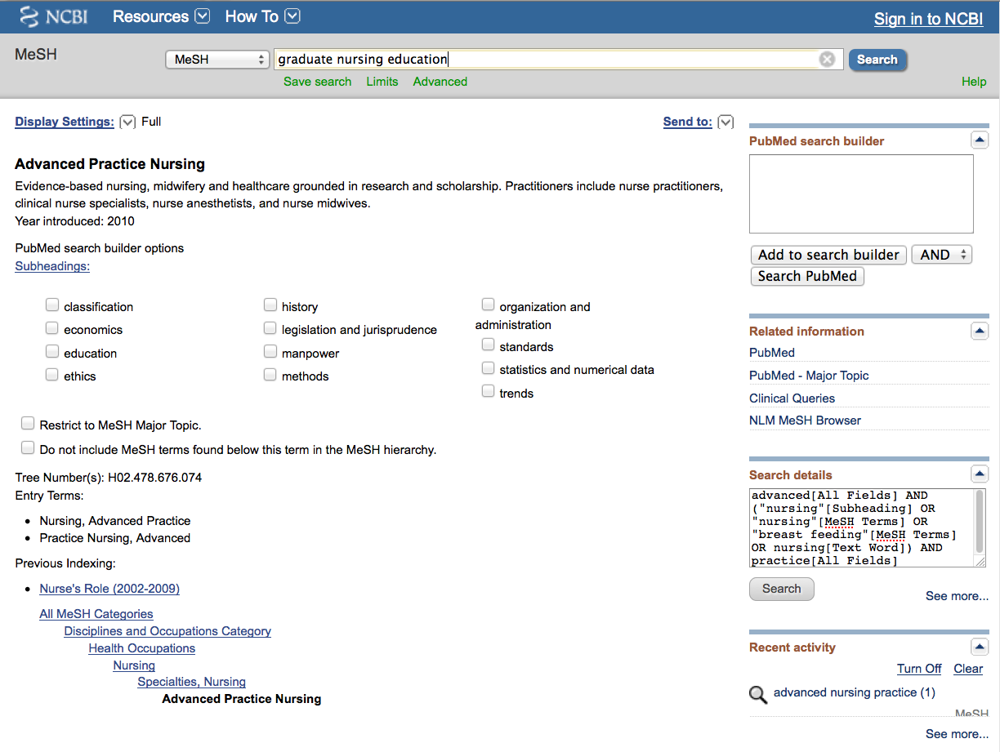 NCBI Resources How To Sign in to NCBI
MeSH MeSH graduate nursing education Search
Save search Limits Advanced Help
Display Settings: Full Send to:
Advanced Practice Nursing
Evidence-based nursing, midwifery and healthcare grounded in research and scholarship. Practitioners include nurse practitioners,
clinical nurse specialists, nurse anesthetists, and nurse midwives.
Year introduced: 2010
PubMed search builder options
Subheadings:
classification
economics
education
ethics
history
legislation and jurisprudence
manpower
methods
organization and
administration
standards
statistics and numerical data
trends
Restrict to MeSH Major Topic.
Do not include MeSH terms found below this term in the MeSH hierarchy.
Tree Number(s): H02.478.676.074
Entry Terms:
Nursing, Advanced Practice
Practice Nursing, Advanced
Previous Indexing:
Nurse's Role (2002-2009)
All MeSH Categories
Disciplines and Occupations Category
Health Occupations
Nursing
Specialties, Nursing
Advanced Practice Nursing
PubMed search builder
Add to search builder AND
Search PubMed
Related information
PubMed
PubMed - Major Topic
Clinical Queries
NLM MeSH Browser
Search details
advanced[All Fields] AND
("nursing"[Subheading] OR
"nursing"[MeSH Terms] OR
"breast feeding"[MeSH Terms]
OR nursing[Text Word]) AND
practice[All Fields]
Search
See more...
Recent activity
Turn Off Clear
advanced nursing practice (1)
MeSH
See more...